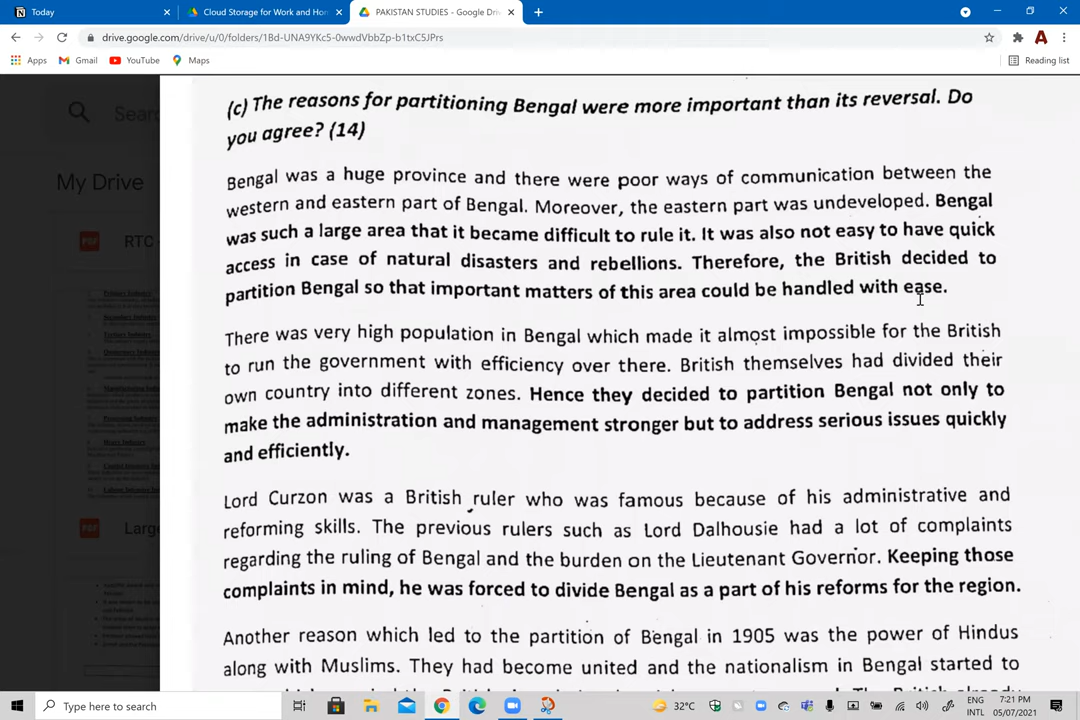 Today
Cloud Storage for Work and Hom
PAKISTAN STUDIES - Google Driv
drive.google.com/drive/u/0/folders/1Bd-UNA9YKc5-0wwdVbbZp-b1txC5JPrs
Apps
Gmail
YouTube
Maps
Reading list
Sear
My Drive
PDF
RTC -
PDF
Large
(c) The reasons for partitioning Bengal were more important than its reversal. Do
you agree? (14)
Bengal was a huge province and there were poor ways of communication between the
western and eastern part of Bengal. Moreover, the eastern part was undeveloped. Bengal
was such a large area that it became difficult to rule it. It was also not easy to have quick
access in case of natural disasters and rebellions. Therefore, the British decided to
partition Bengal so that important matters of this area could be handled with ease.
There was very high population in Bengal which made it almost impossible for the British
to run the government with efficiency over there. British themselves had divided their
own country into different zones. Hence they decided to partition Bengal not only to
make the administration and management stronger but to address serious issues quickly
and efficiently.
Lord Curzon was a British ruler who was famous because of his administrative and
reforming skills. The previous rulers such as Lord Dalhousie had a lot of complaints
regarding the ruling of Bengal and the burden on the Lieutenant Governor. Keeping those
complaints in mind, he was forced to divide Bengal as a part of his reforms for the region.
Another reason which led to the partition of Bengal in 1905 was the power of Hindus
along with Muslims. They had become united and the nationalism in Bengal started to
Type here to search
32°C
ENG
INTL
7:21 PM
05/07/2021